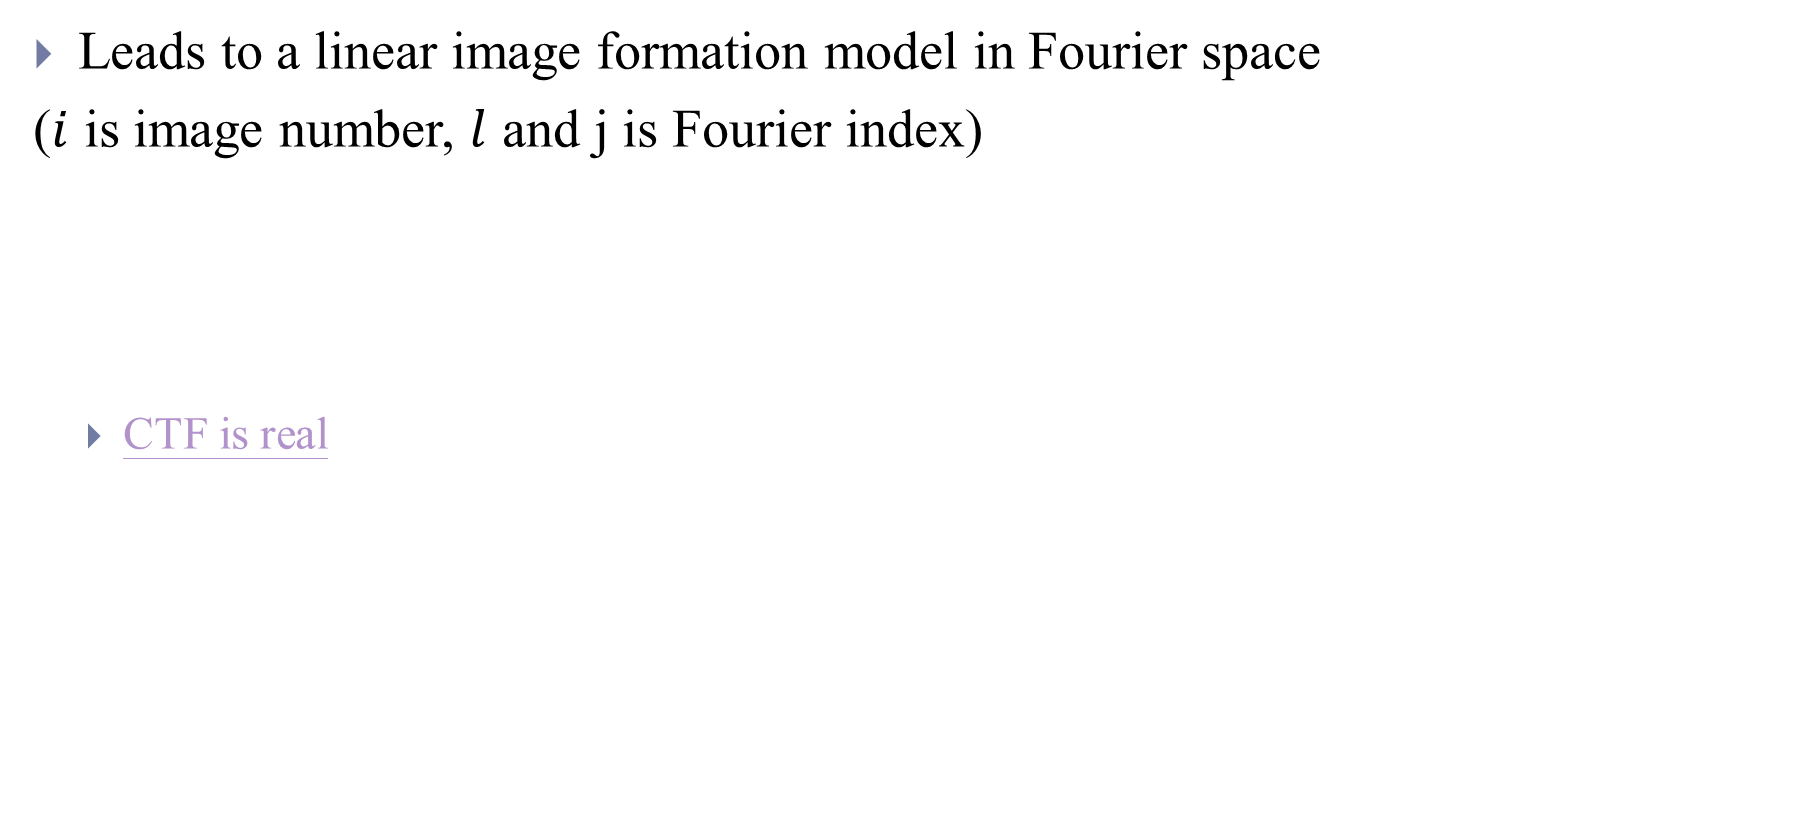 Leads to a linear image formation model in Fourier space
(i is image number, l and j is Fourier index)
CTF is real